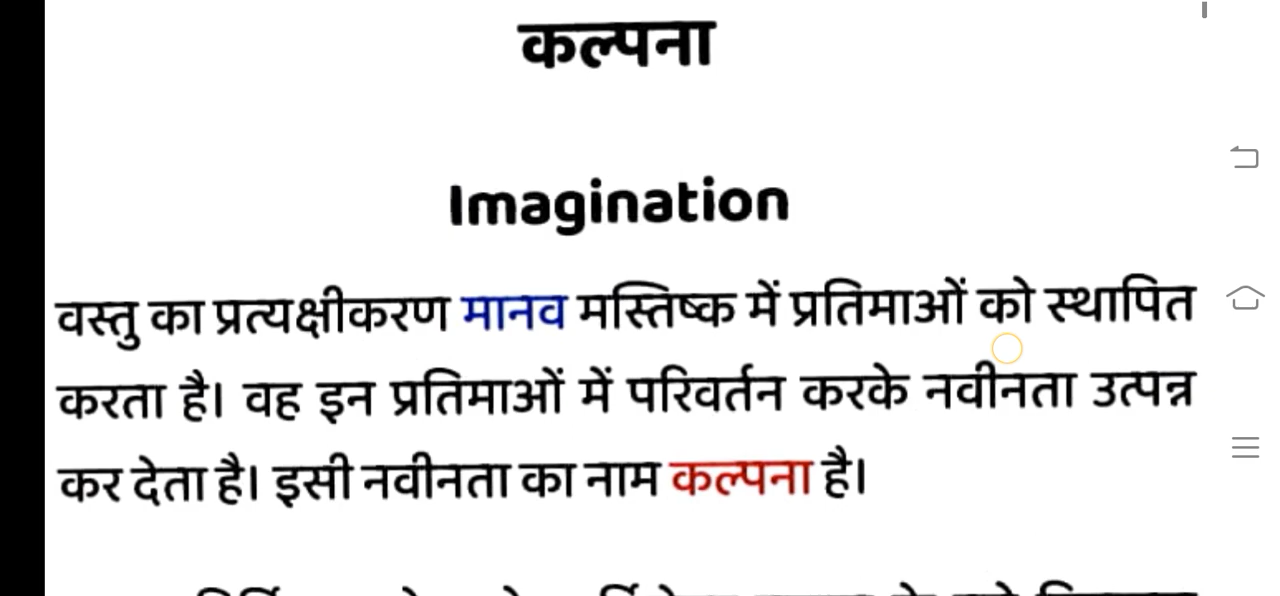 कल्पना
Imagination
वस्तु का प्रत्यक्षीकरण मानव मस्तिष्क में प्रतिमाओं को स्थापित
करता है। वह इन प्रतिमाओं में परिवर्तन करके नवीनता उत्पन्न
कर देता है। इसी नवीनता का नाम कल्पना है।